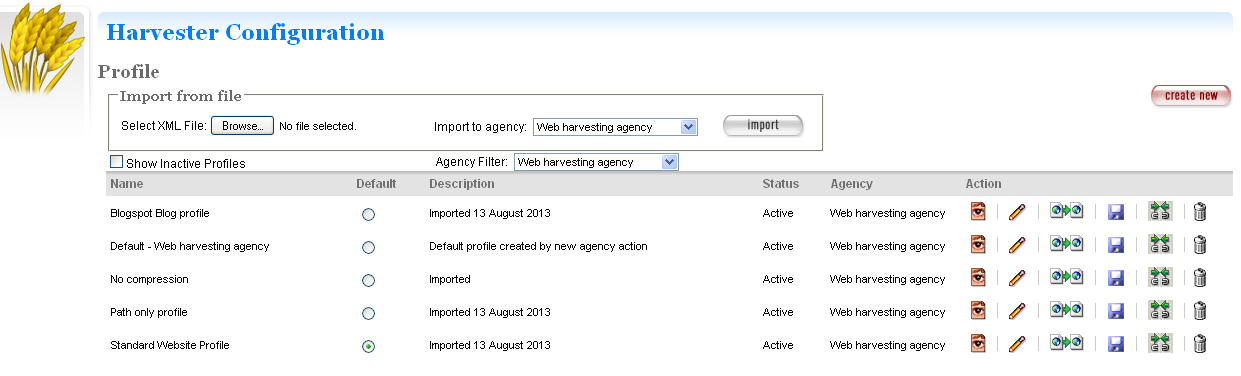 Harvester Configuration
Profile
create new
Import from file
Select XML File: Browse... No file selected. Import to agency: Web harvesting agency import
Show Inactive Profiles Agency Filter: Web harvesting agency
Name Default Description Status Agency Action
Blogspot Blog profile Imported 13 August 2013 Active Web harvesting agency
Default - Web harvesting agency Default profile created by new agency action Active Web harvesting agency
No compression Imported Active Web harvesting agency
Path only profile Imported 13 August 2013 Active Web harvesting agency
Standard Website Profile Imported 13 August 2013 Active Web harvesting agency